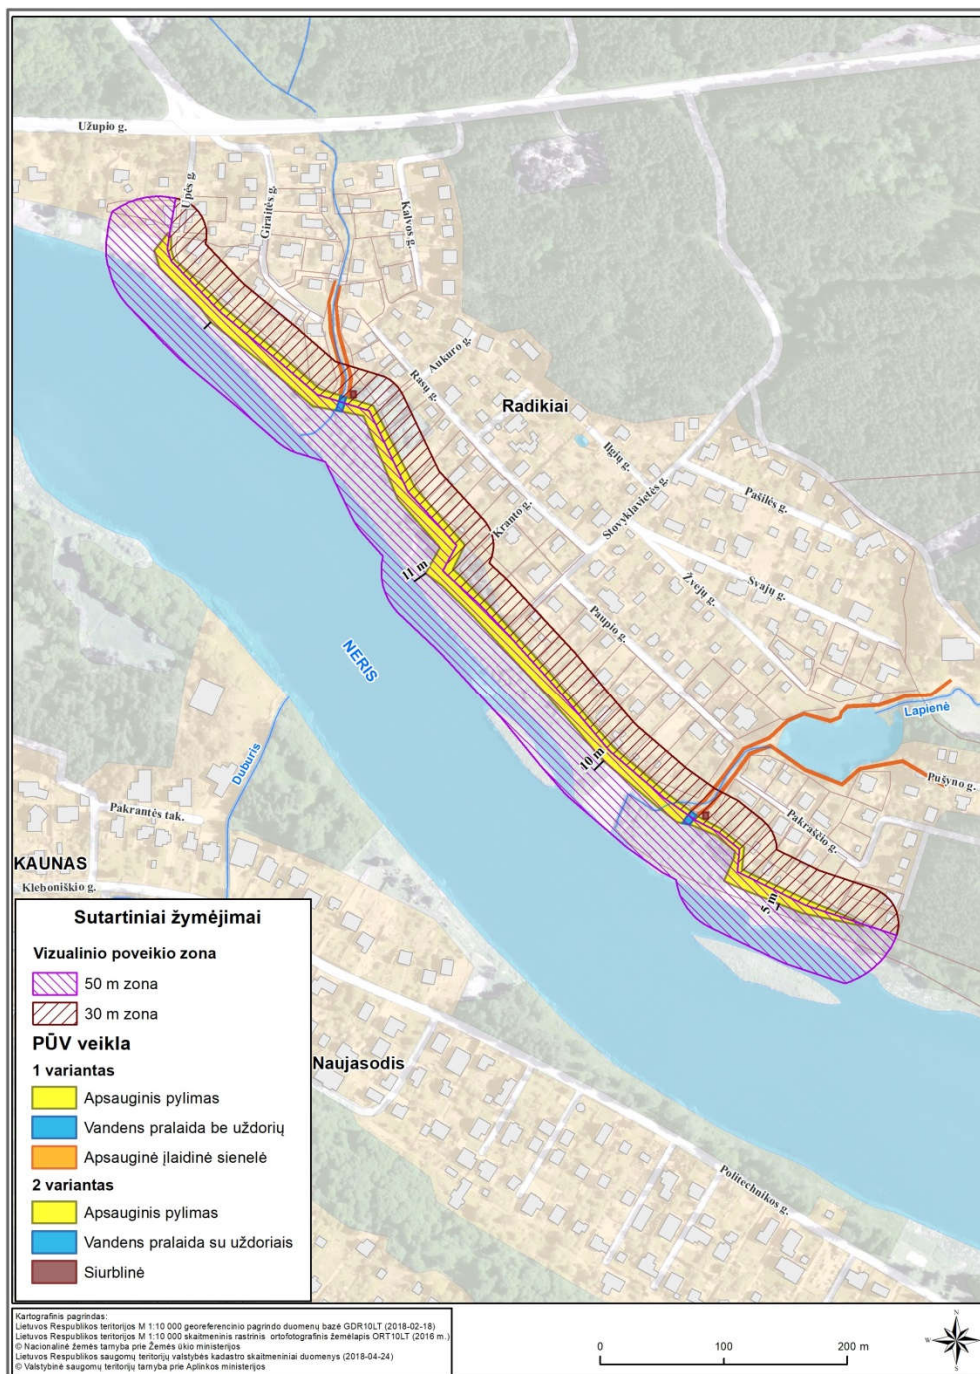 Užupio g.
Upės g.
Giraitės g.
Kalvos g.
Aukuro g.
Rasų g.
Radikiai
Ilgių g.
Stovyklavietės g.
Pašilės g.
Kranto g.
Svajų g.
Žvejų g.
Paupio g.
11 m
NERIS
10 m
Lapienė
Pušyno g.
Pakraščio g.
Duburis
Pakrantės tak.
KAUNAS
Kleboniškio g.
5 m
Naujasodis
Politechnikos g.
Sutartiniai žymėjimai
Vizualinio poveikio zona
50 m zona
30 m zona
PŪV veikla
1 variantas
Apsauginis pylimas
Vandens pralaida be uždorių
Apsauginė įlaidinė sienelė
2 variantas
Apsauginis pylimas
Vandens pralaida su uždoriais
Siurblinė
Kartografinis pagrindas:
Lietuvos Respublikos teritorijos M 1:10 000 georeferencinio pagrindo duomenų bazė GDR10LT (2018-02-18)
Lietuvos Respublikos teritorijos M 1:10 000 skaitmeninis rastrinis ortofotografinis žemėlapis ORT10LT (2016 m.)
© Nacionalinė žemės tarnyba prie Žemės ūkio ministerijos
Lietuvos Respublikos saugomų teritorijų valstybės kadastro skaitmeniniai duomenys (2018-04-24)
© Valstybinė saugomų teritorijų tarnyba prie Aplinkos ministerijos
0 100 200 m
N
W E
S